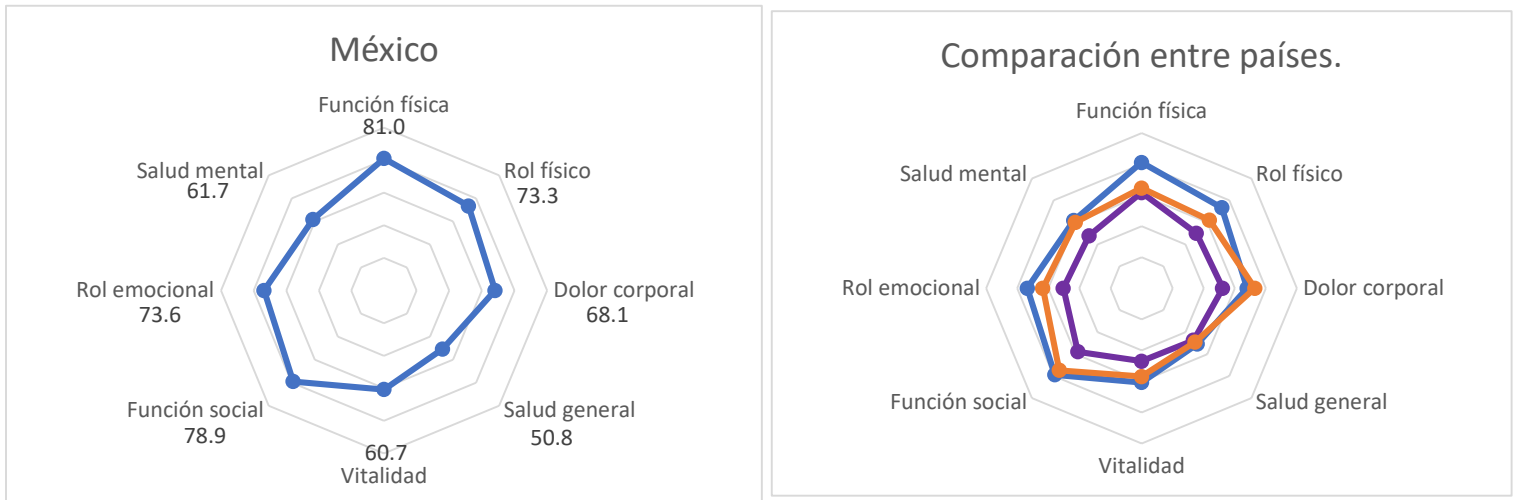 México
Función física
81.0
Rol físico
73.3
Dolor corporal
68.1
Salud general
50.8
60.7
Vitalidad
Función social
78.9
Rol emocional
73.6
Salud mental
61.7
Comparación entre países.
Función física
Rol físico
Dolor corporal
Salud general
Vitalidad
Función social
Rol emocional
Salud mental